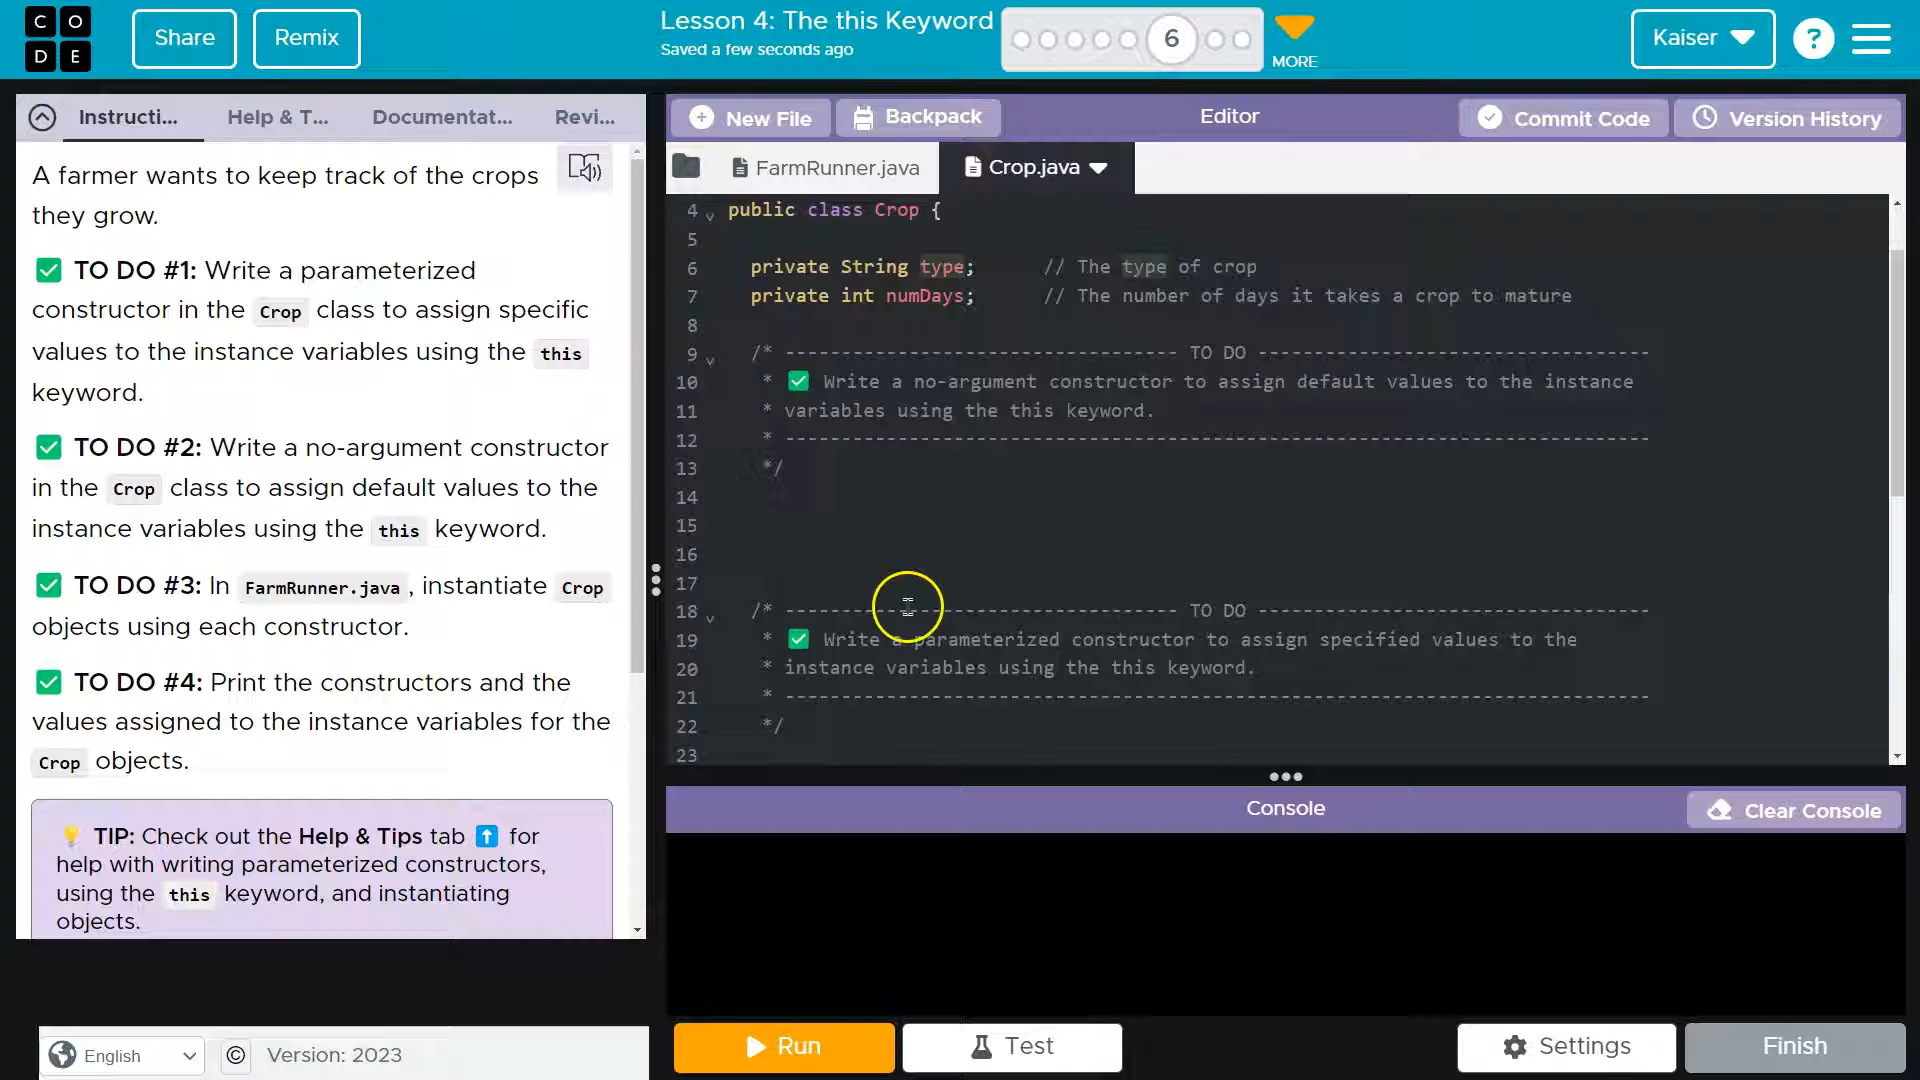 C O D E
Share
Remix
Lesson 4: The this Keyword
Saved a few seconds ago
6
MORE
Kaiser
?
Instructi...
Help & T...
Documentat...
Revi...
A farmer wants to keep track of the crops
they grow.
TO DO #1: Write a parameterized
constructor in the Crop class to assign specific
values to the instance variables using the this
keyword.
TO DO #2: Write a no-argument constructor
in the Crop class to assign default values to the
instance variables using the this keyword.
TO DO #3: In FarmRunner.java, instantiate Crop
objects using each constructor.
TO DO #4: Print the constructors and the
values assigned to the instance variables for the
Crop objects.
TIP: Check out the Help & Tips tab for
help with writing parameterized constructors,
using the this keyword, and instantiating
objects.
English
© Version: 2023
New File
Backpack
Editor
Commit Code
Version History
FarmRunner.java
Crop.java
4 public class Crop {
5
6 private String type; // The type of crop
7 private int numDays; // The number of days it takes a crop to mature
8
9 /* ----------------------------------- TO DO -----------------------------------
10 * ✅ Write a no-argument constructor to assign default values to the instance
11 * variables using the this keyword.
12 * -----------------------------------------------------------------------------
13 */
14
15
16
17
18 /* ----------------------------------- TO DO -----------------------------------
19 * ✅ Write a parameterized constructor to assign specified values to the
20 * instance variables using the this keyword.
21 * -----------------------------------------------------------------------------
22 */
23
Console
Clear Console
Run
Test
Settings
Finish